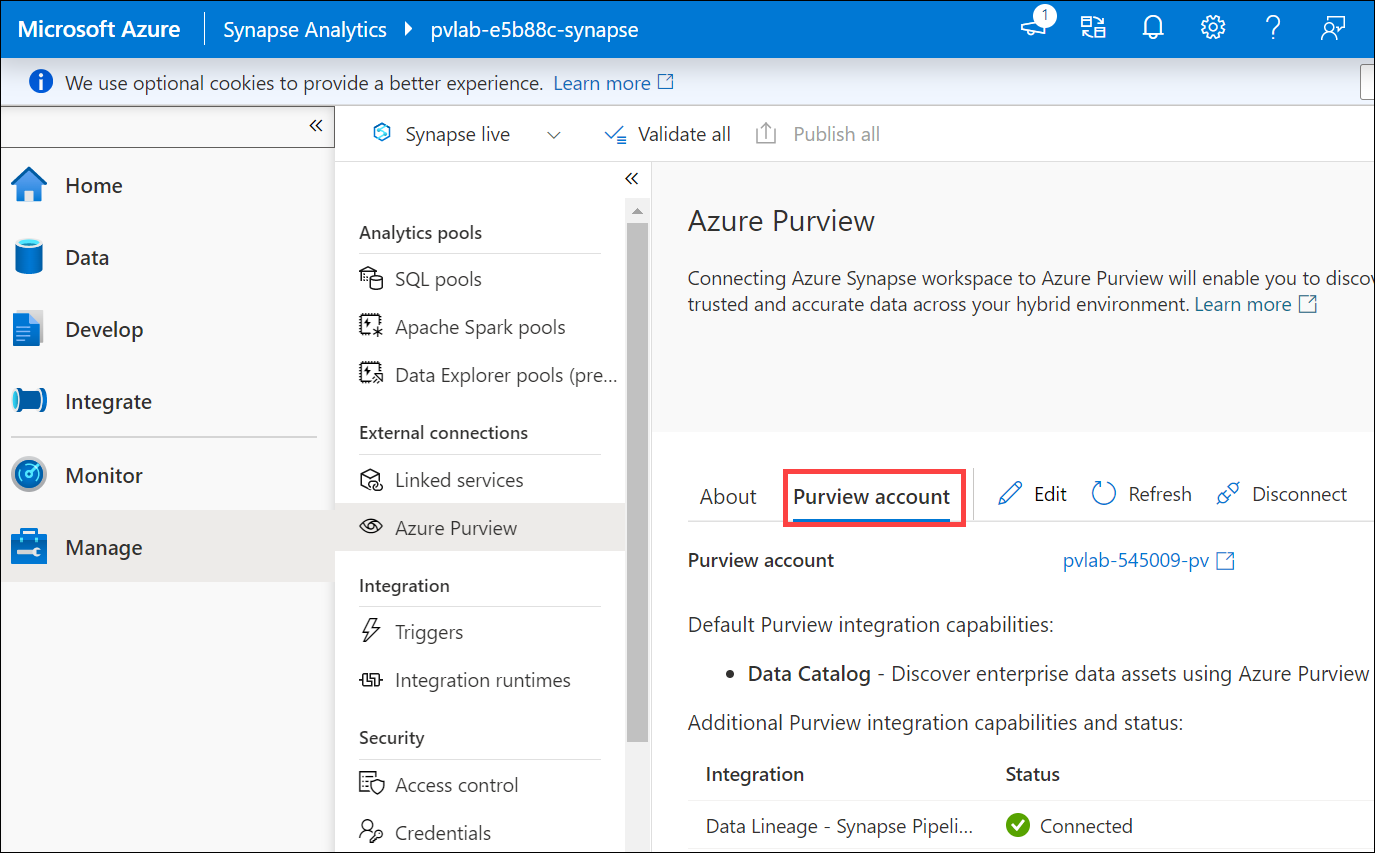 Microsoft Azure
Synapse Analytics
pvlab-e5b88c-synapse
1
We use optional cookies to provide a better experience. Learn more
Synapse live
Validate all
Publish all
Home
Data
Develop
Integrate
Monitor
Manage
Analytics pools
SQL pools
Apache Spark pools
Data Explorer pools (pre...
External connections
Linked services
Azure Purview
Integration
Triggers
Integration runtimes
Security
Access control
Credentials
Azure Purview
Connecting Azure Synapse workspace to Azure Purview will enable you to disco
trusted and accurate data across your hybrid environment. Learn more
About
Purview account
Edit
Refresh
Disconnect
Purview account
pvlab-545009-pv
Default Purview integration capabilities:
• Data Catalog - Discover enterprise data assets using Azure Purview
Additional Purview integration capabilities and status:
Integration
Status
Data Lineage - Synapse Pipeli...
Connected